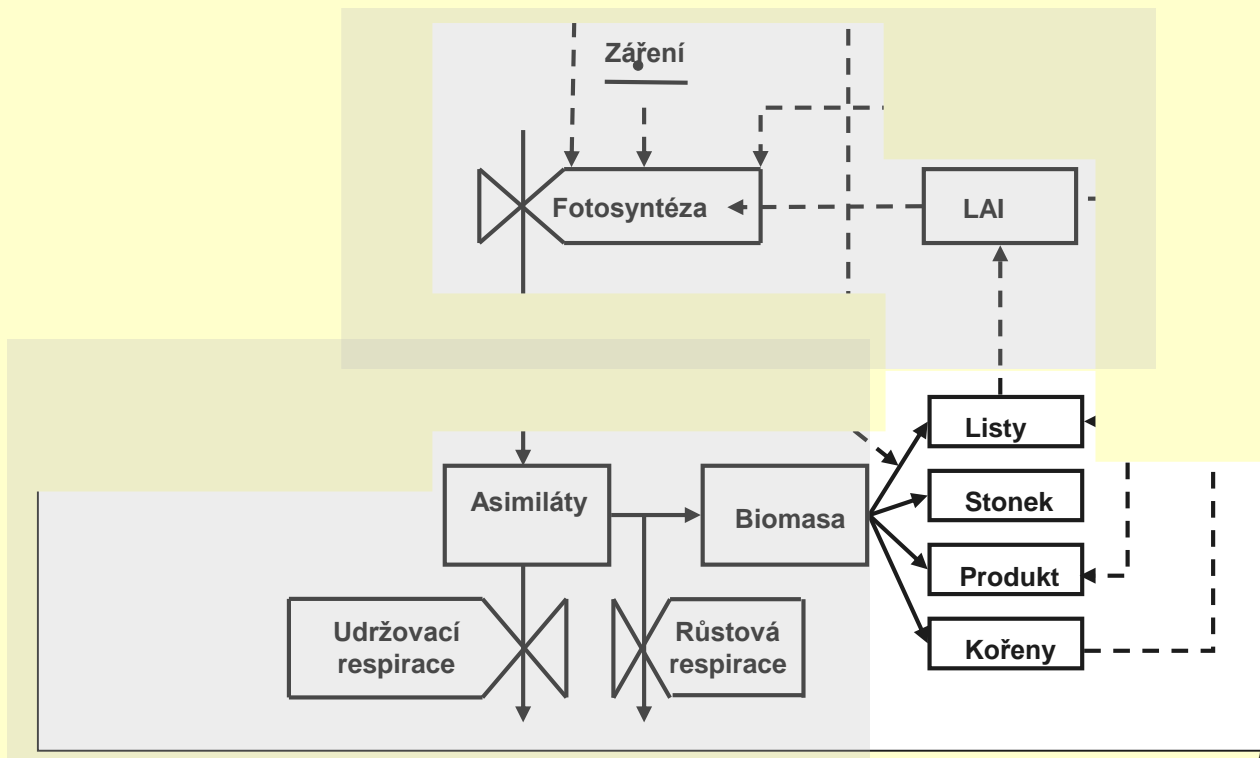 Záření
Fotosyntéza
LAI
Listy
Asimiláty
Biomasa
Stonek
Produkt
Udržovací
respirace
Růstová
respirace
Kořeny